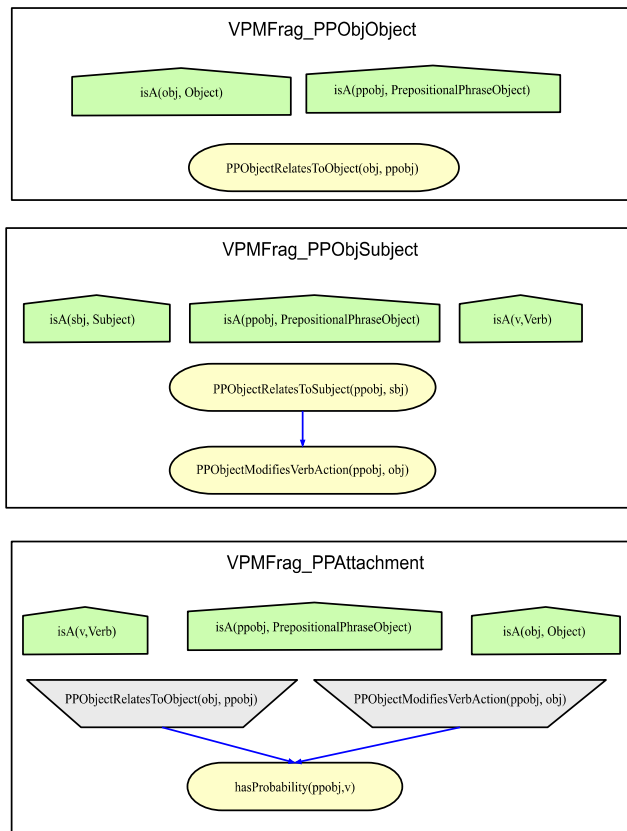 VPMFrag_PPObjObject
isA(obj, Object)
isA(ppobj, PrepositionalPhraseObject)
PPObjectRelatesToObject(obj, ppobj)
VPMFrag_PPObjSubject
isA(sbj, Subject)
isA(ppobj, PrepositionalPhraseObject)
isA(v,Verb)
PPObjectRelatesToSubject(ppobj, sbj)
PPObjectModifiesVerbAction(ppobj, obj)
VPMFrag_PPAttachment
isA(v,Verb)
isA(ppobj, PrepositionalPhraseObject)
isA(obj, Object)
PPObjectRelatesToObject(obj, ppobj)
PPObjectModifiesVerbAction(ppobj, obj)
hasProbability(ppobj,v)